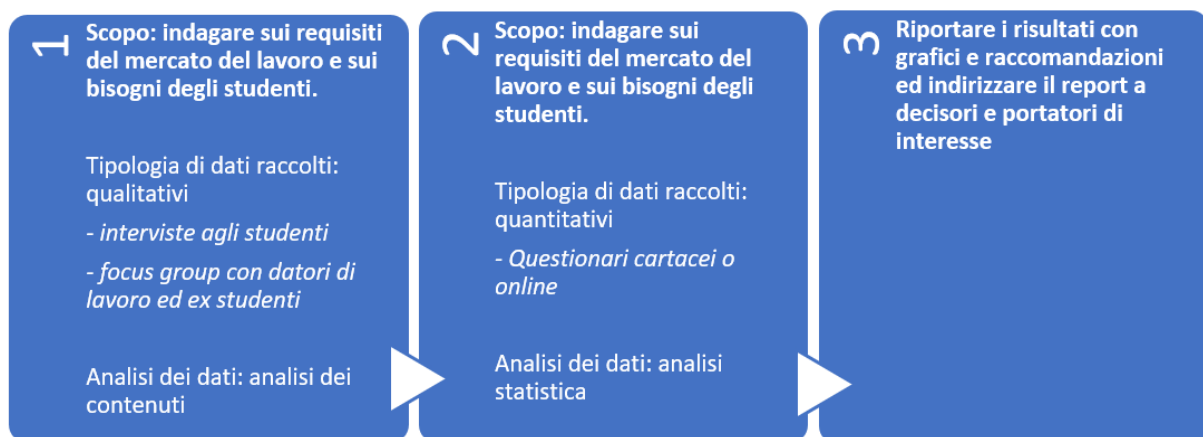 1
Scopo: indagare sui requisiti
del mercato del lavoro e sui
bisogni degli studenti.
Tipologia di dati raccolti:
qualitativi
- interviste agli studenti
- focus group con datori di
lavoro ed ex studenti
Analisi dei dati: analisi dei
contenuti
2
Scopo: indagare sui
requisiti del mercato del
lavoro e sui bisogni degli
studenti.
Tipologia di dati raccolti:
quantitativi
- Questionari cartacei o
online
Analisi dei dati: analisi
statistica
3
Riportare i risultati con
grafici e raccomandazioni
ed indirizzare il report a
decisori e portatori di
interesse